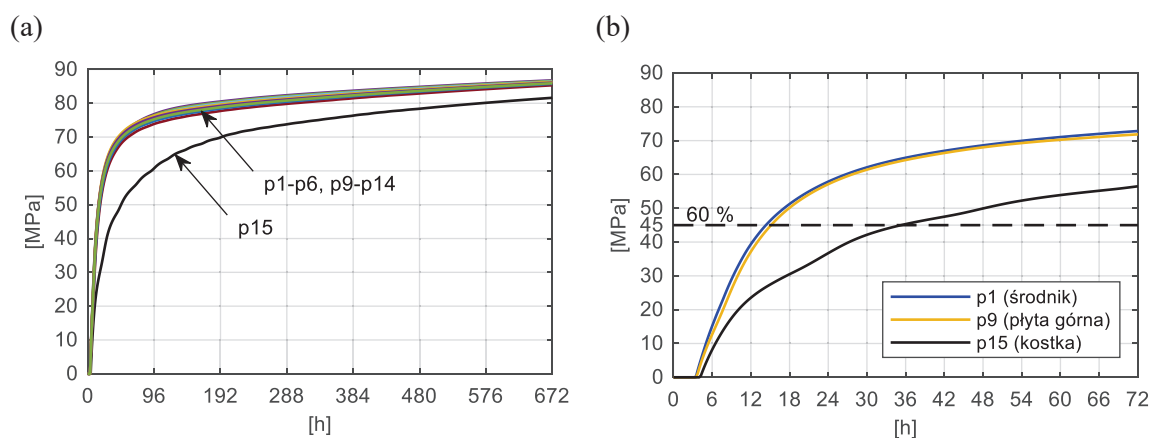 (a)
90
80
70
60
50
40
30
20
10
0
[MPa]
0 96 192 288 384 480 576 672
[h]
p1-p6, p9-p14
p15
(b)
90
80
70
60
50
45
40
30
20
10
0
[MPa]
60 %
0 6 12 18 24 30 36 42 48 54 60 66 72
[h]
p1 (środnik)
p9 (płyta górna)
p15 (kostka)